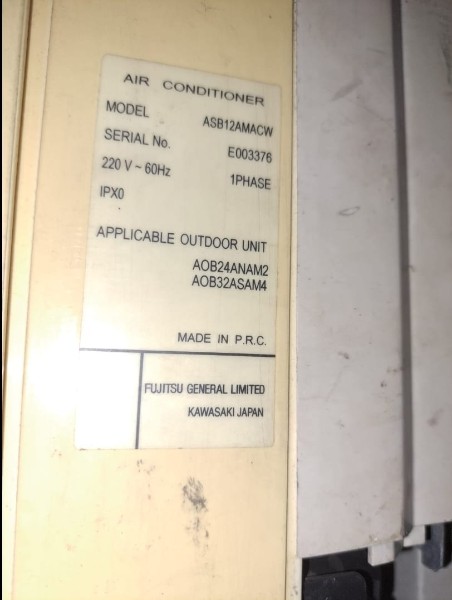 AIR CONDITIONER
MODEL ASB12AMACW
SERIAL No. E003376
220 V ~ 60Hz 1PHASE
IPX0
APPLICABLE OUTDOOR UNIT
AOB24ANAM2
AOB32ASAM4
MADE IN P.R.C.
FUJITSU GENERAL LIMITED
KAWASAKI JAPAN